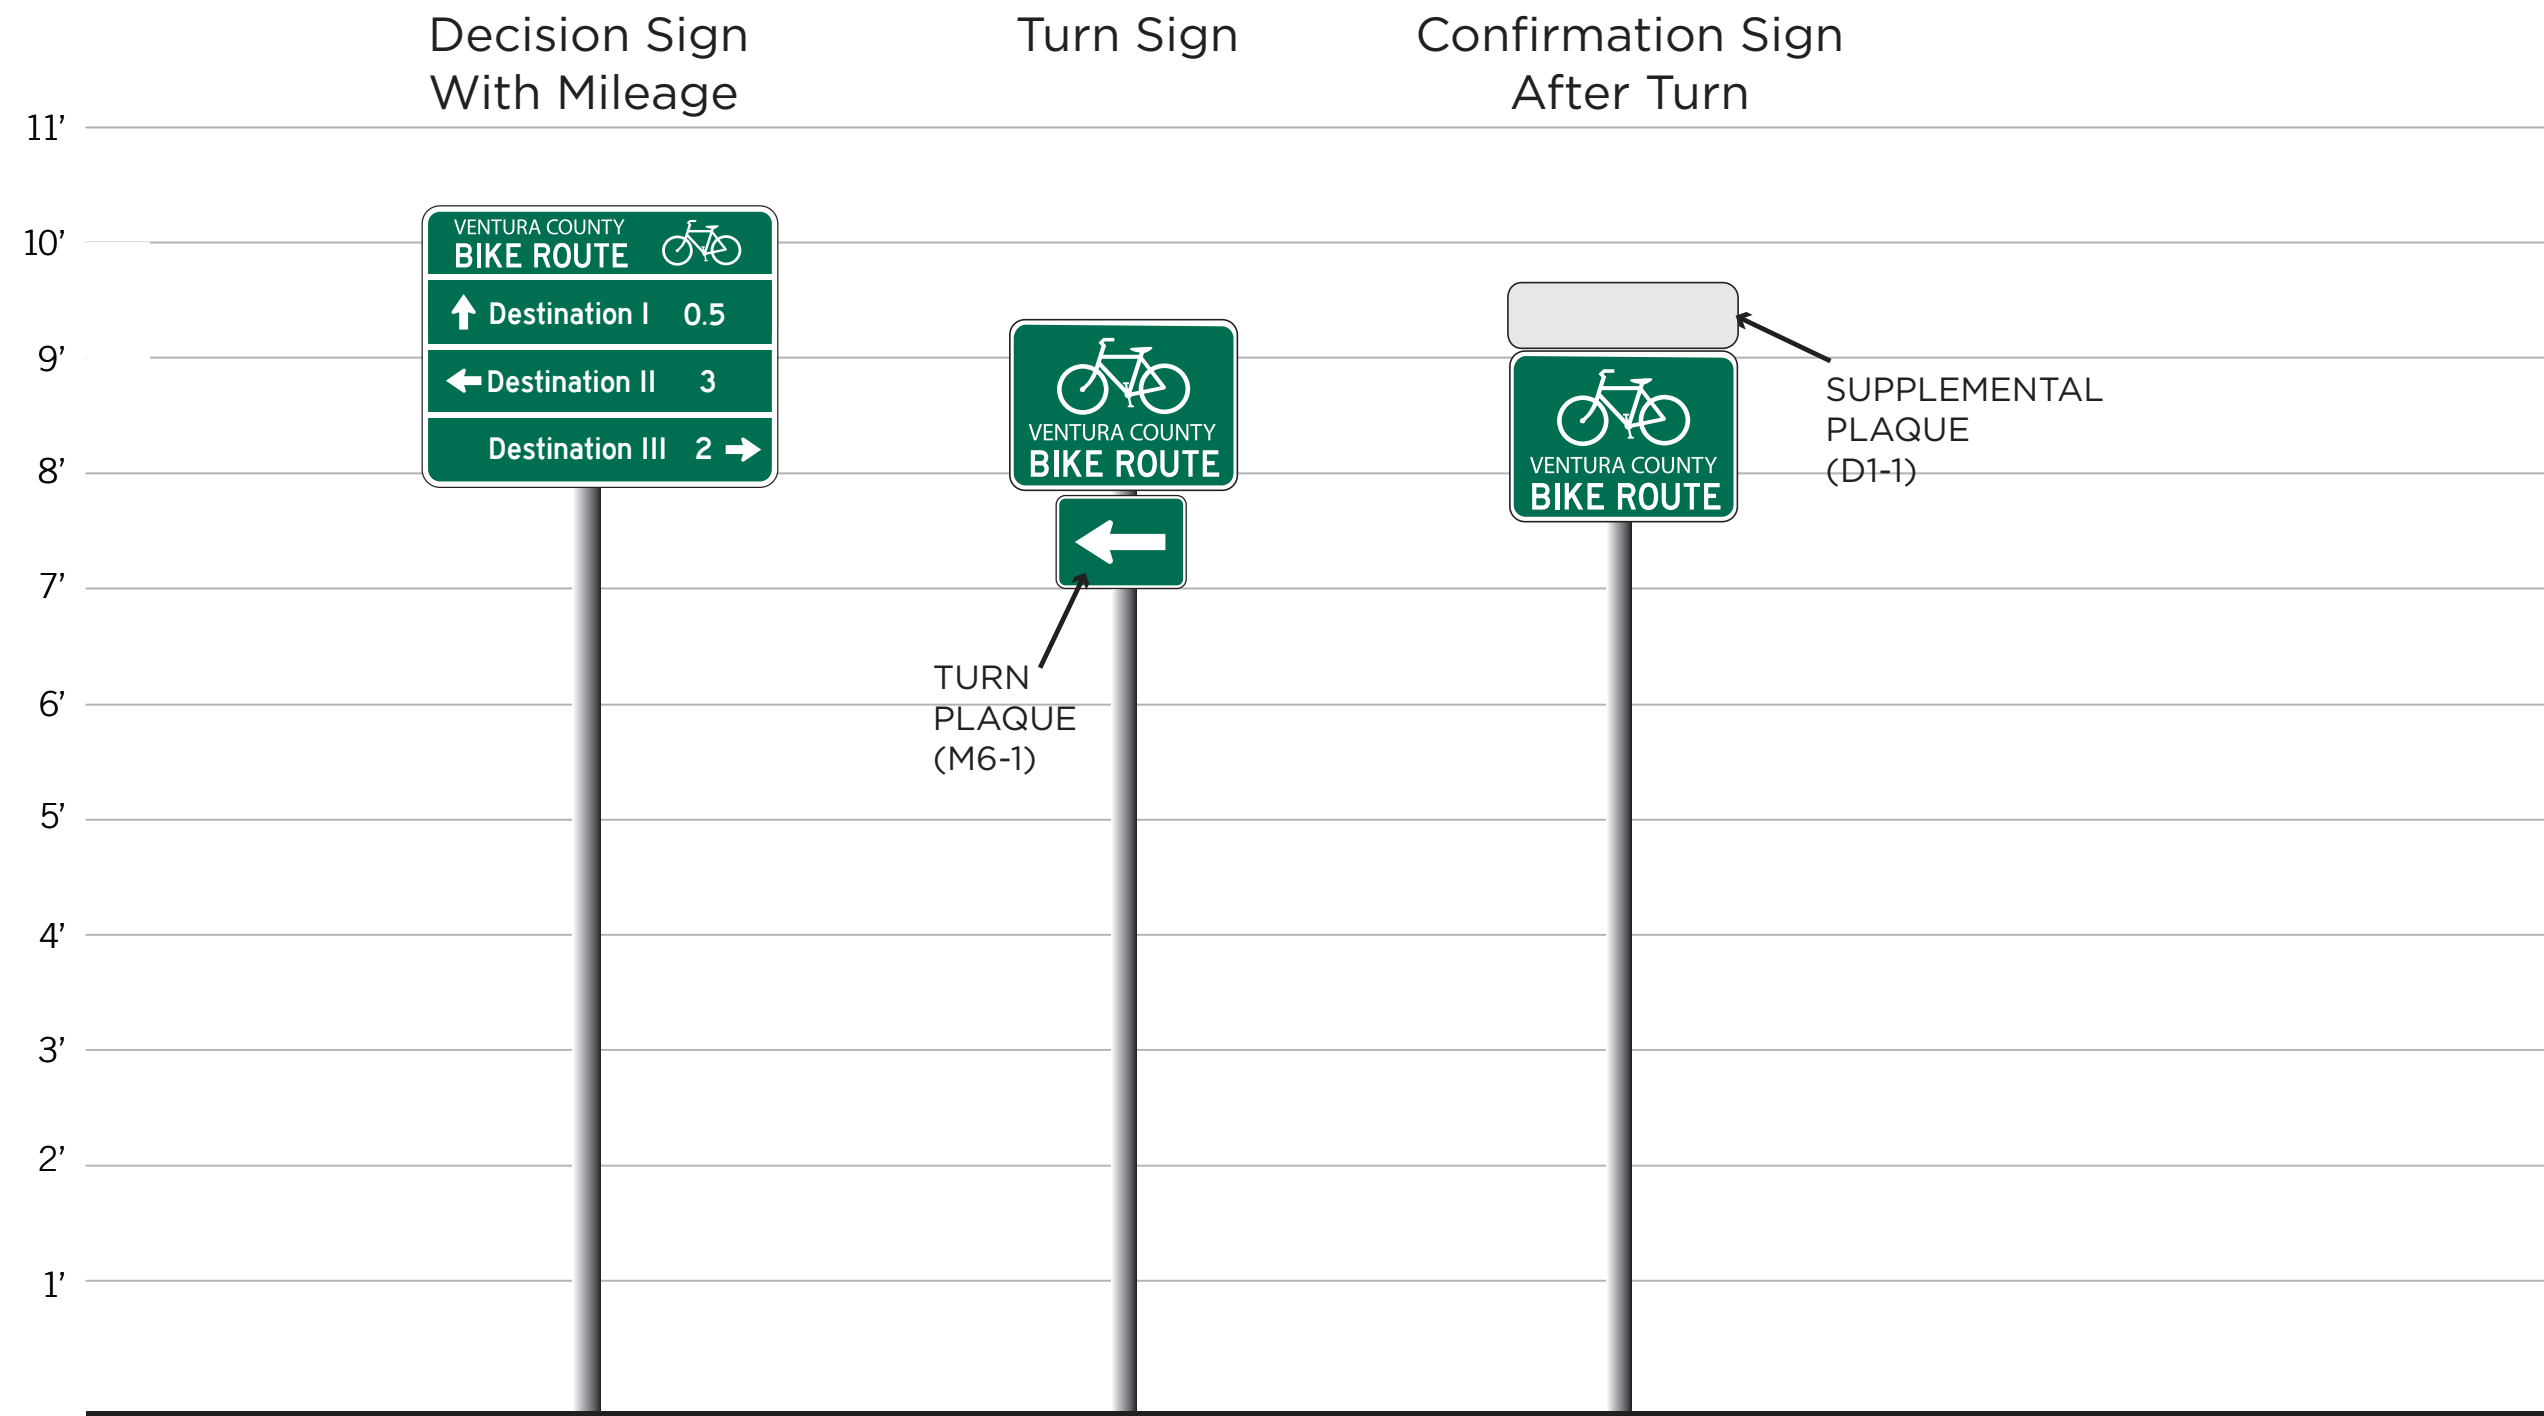 Decision Sign
With Mileage
Turn Sign
Confirmation Sign
After Turn
11’
10’
9’
8’
7’
6’
5’
4’
3’
2’
1’
VENTURA COUNTY
BIKE ROUTE
Destination I 0.5
Destination II 3
Destination III 2
VENTURA COUNTY
BIKE ROUTE
TURN
PLAQUE
(M6-1)
VENTURA COUNTY
BIKE ROUTE
SUPPLEMENTAL
PLAQUE
(D1-1)